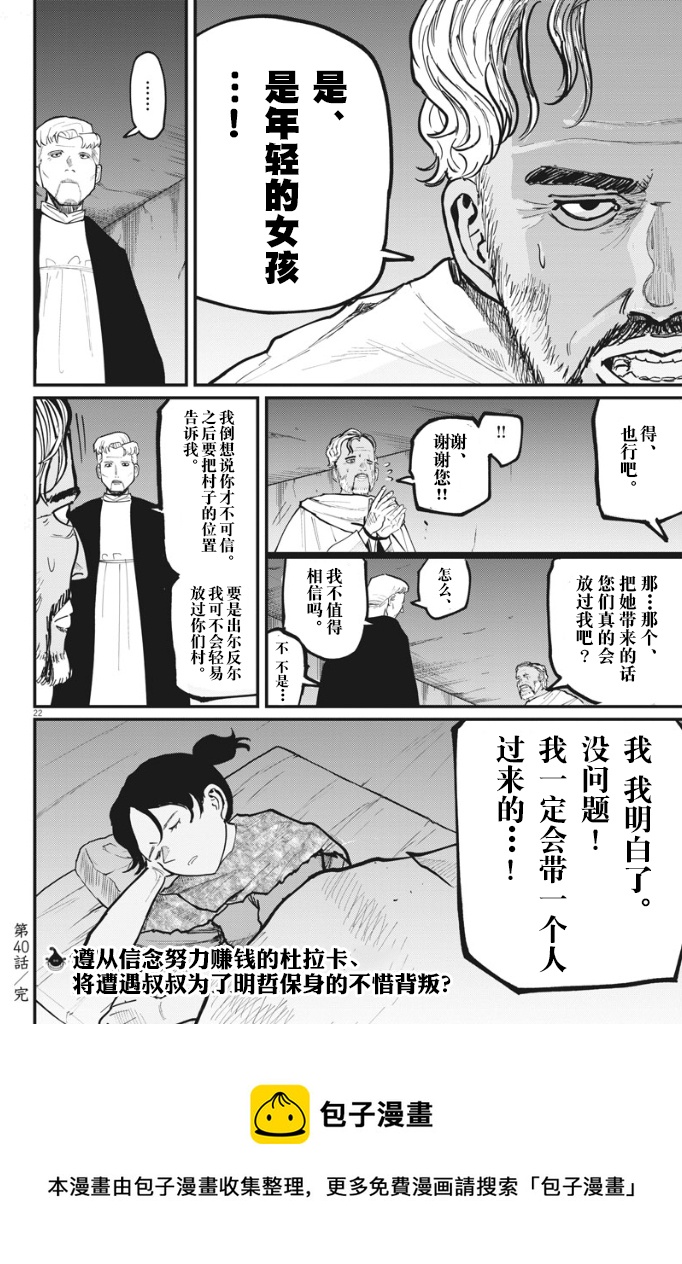 是、
是年轻的女孩
…！
……
得、
也行吧。
!!
谢、
谢谢您!!
那…那个、
把她带来的话
您们真的会
放过我吧？
怎么、
我不值得
相信吗。
不 不是…
我倒想说你才不可信。
之后要把村子的位置
告诉我。
要是出尔反尔
我可不会轻易
放过你们村。
22
我 我明白了。
没问题！
我一定会带一个人
过来的…！
遵从信念努力赚钱的杜拉卡、
将遭遇叔叔为了明哲保身的不惜背叛?
第40話／完
包子漫畫
本漫畫由包子漫畫收集整理，更多免費漫画請搜索「包子漫畫」